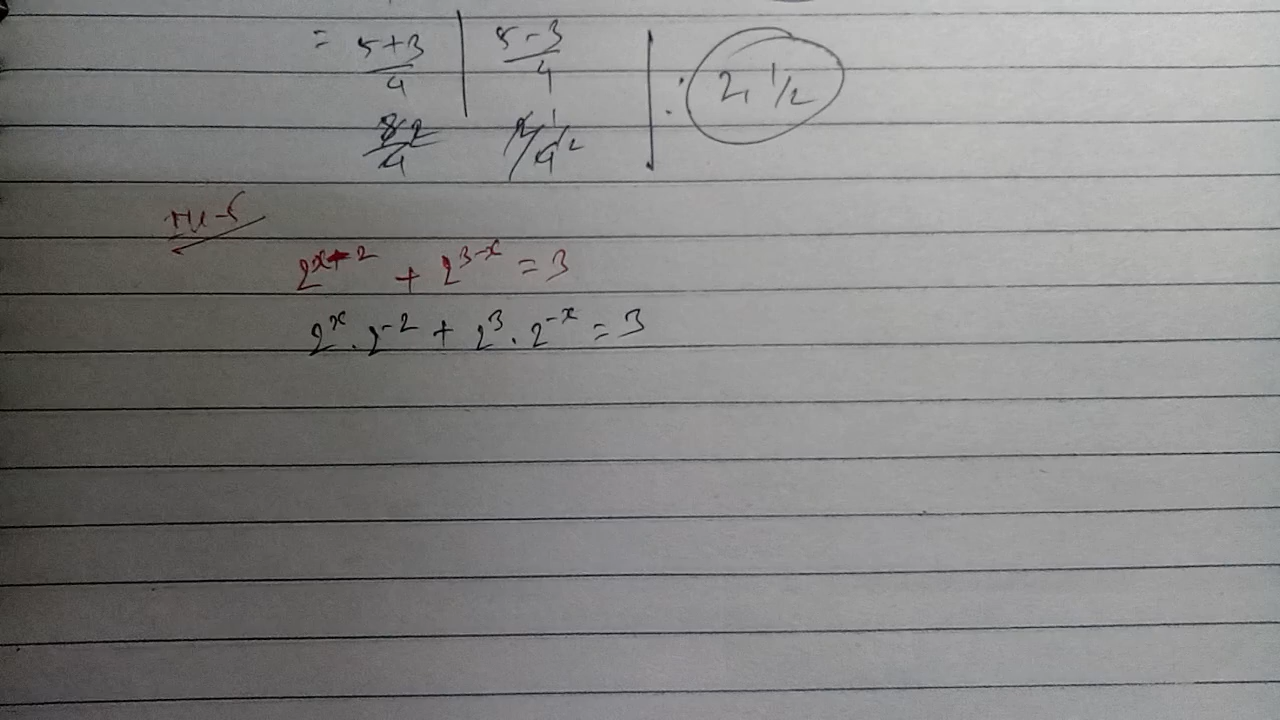 = 5+3/4 | 5-3/4 | ∴ 2, 1/2
8/4 2 2/4 1/2
2^x-2 + 2^3-x = 3
2^x . 2^-2 + 2^3 . 2^-x = 3